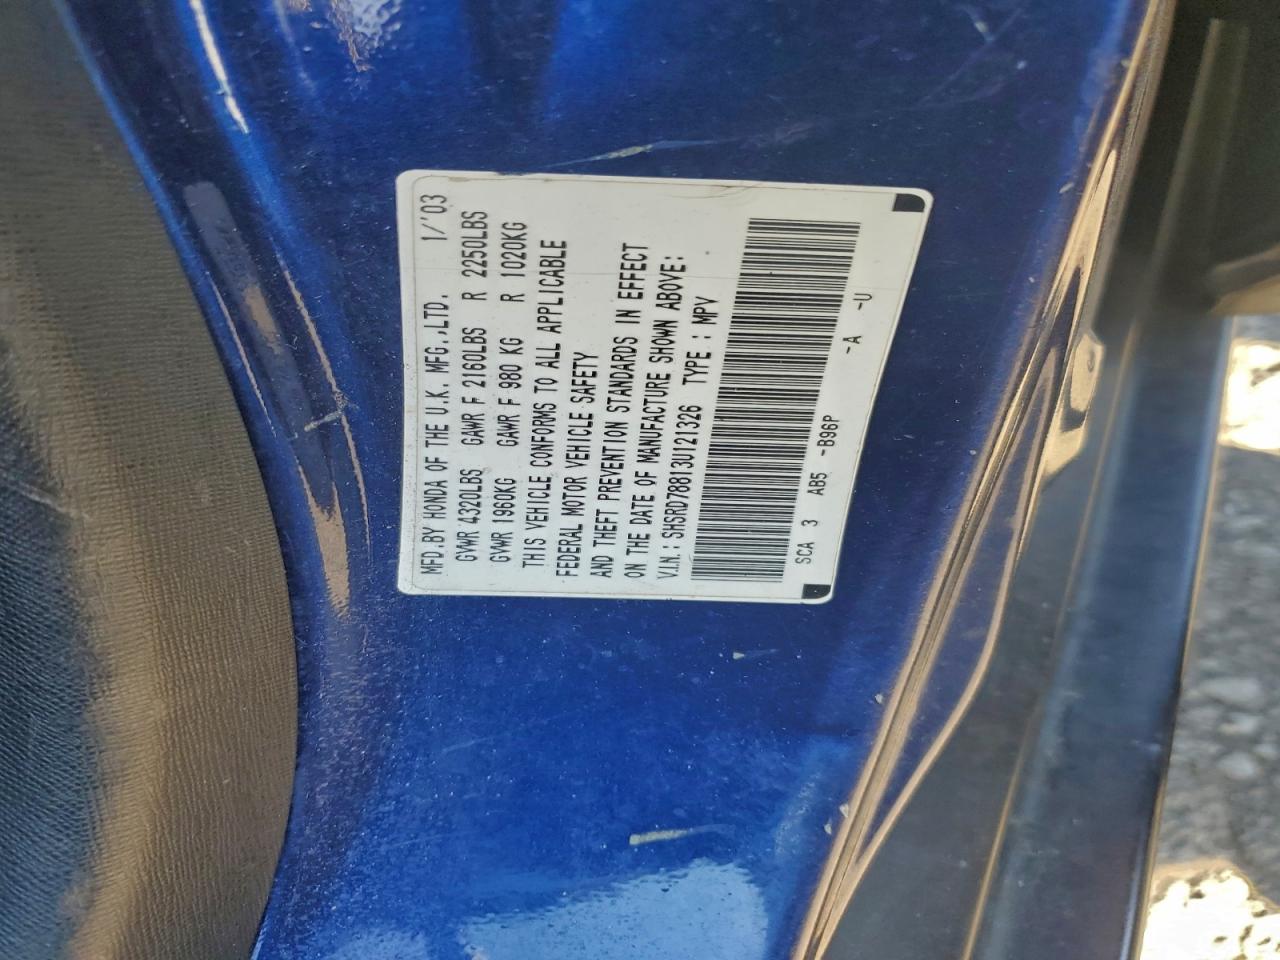 MFD.BY HONDA OF THE U.K. MFG.,LTD. 1/'03
GVWR 4320LBS GAWR F 2160LBS R 2250LBS
GVWR 1960KG GAWR F 980 KG R 1020KG
THIS VEHICLE CONFORMS TO ALL APPLICABLE
FEDERAL MOTOR VEHICLE SAFETY
AND THEFT PREVENTION STANDARDS IN EFFECT
ON THE DATE OF MANUFACTURE SHOWN ABOVE:
V.I.N.: SHSRD78813U121326 TYPE : MPV
SCA 3 AB5 -B96P -A -U